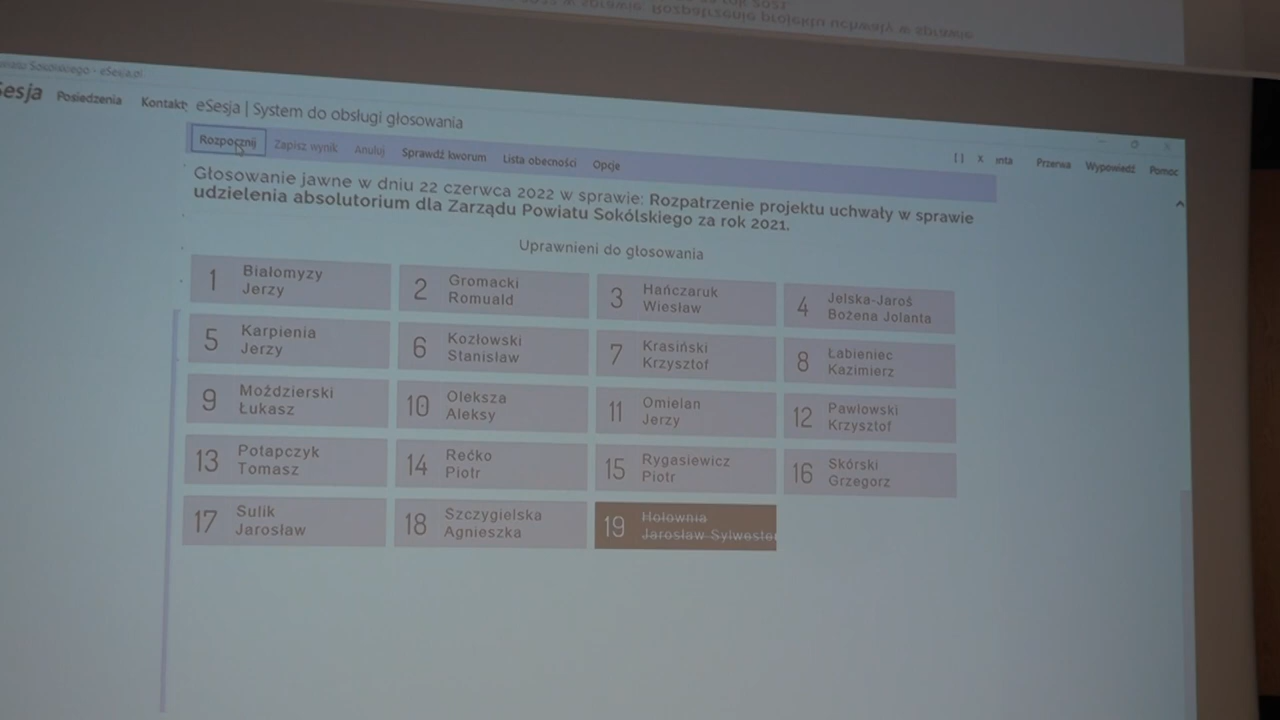 Sokólskiego - eSesja.pl
Sesja Posiedzenia Kontakt eSesja | System do obsługi głosowania
Rozpocznij Zapisz wynik Anuluj Sprawdź kworum Lista obecności Opcje [ ] x Przerwa Wypowiedź Pomoc
Głosowanie jawne w dniu 22 czerwca 2022 w sprawie: Rozpatrzenie projektu uchwały w sprawie
udzielenia absolutorium dla Zarządu Powiatu Sokólskiego za rok 2021.
Uprawnieni do głosowania
1 Białomyzy Jerzy
2 Gromacki Romuald
3 Hańczaruk Wiesław
4 Jelska-Jaroś Bożena Jolanta
5 Karpienia Jerzy
6 Kozłowski Stanisław
7 Krasiński Krzysztof
8 Łabieniec Kazimierz
9 Moździerski Łukasz
10 Oleksza Aleksy
11 Omielan Jerzy
12 Pawłowski Krzysztof
13 Potapczyk Tomasz
14 Rećko Piotr
15 Rygasiewicz Piotr
16 Skórski Grzegorz
17 Sulik Jarosław
18 Szczygielska Agnieszka
19 Hołownia Jarosław Sylwester